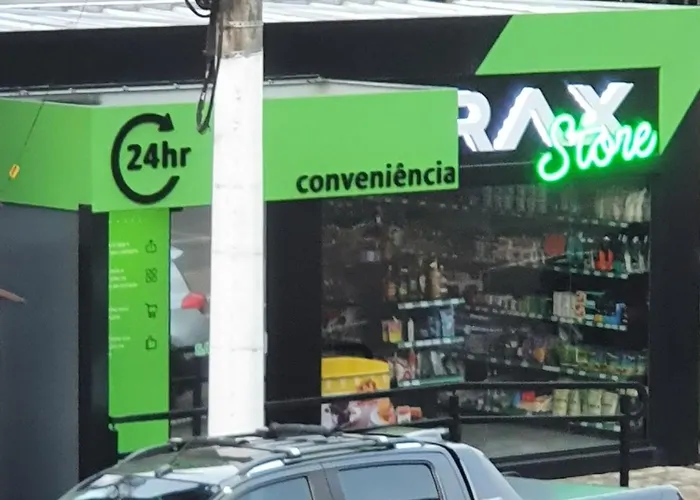 24hr
conveniência
RAX
Store